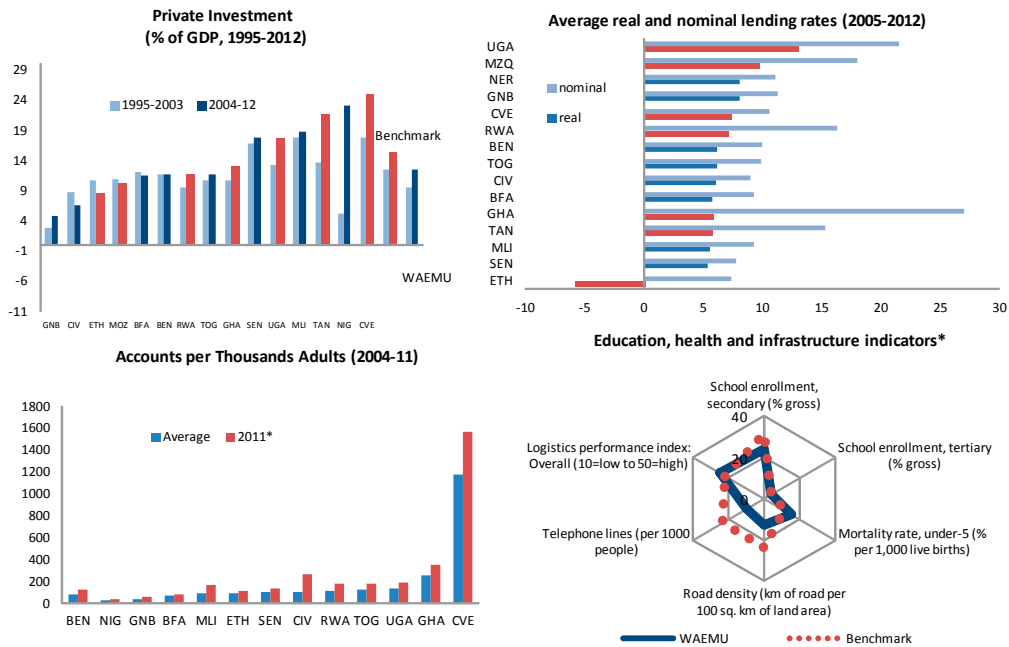 Private Investment
(% of GDP, 1995-2012)
29
24
19
14
9
4
-1
-6
-11
1995-2003
2004-12
Benchmark
WAEMU
GNB CIV ETH MOZ BFA BEN RWA TOG GHA SEN UGA MLI TAN NIG CVE
Average real and nominal lending rates (2005-2012)
UGA
MZQ
NER
GNB
CVE
RWA
BEN
TOG
CIV
BFA
GHA
TAN
MLI
SEN
ETH
nominal
real
-10 -5 0 5 10 15 20 25 30
Accounts per Thousands Adults (2004-11)
1800
1600
1400
1200
1000
800
600
400
200
0
Average
2011*
BEN NIG GNB BFA MLI ETH SEN CIV RWA TOG UGA GHA CVE
Education, health and infrastructure indicators*
School enrollment,
secondary (% gross)
40
20
0
School enrollment, tertiary
(% gross)
Mortality rate, under-5 (%
per 1,000 live births)
Road density (km of road per
100 sq. km of land area)
Telephone lines (per 1000
people)
Logistics performance index:
Overall (10=low to 50=high)
WAEMU
Benchmark